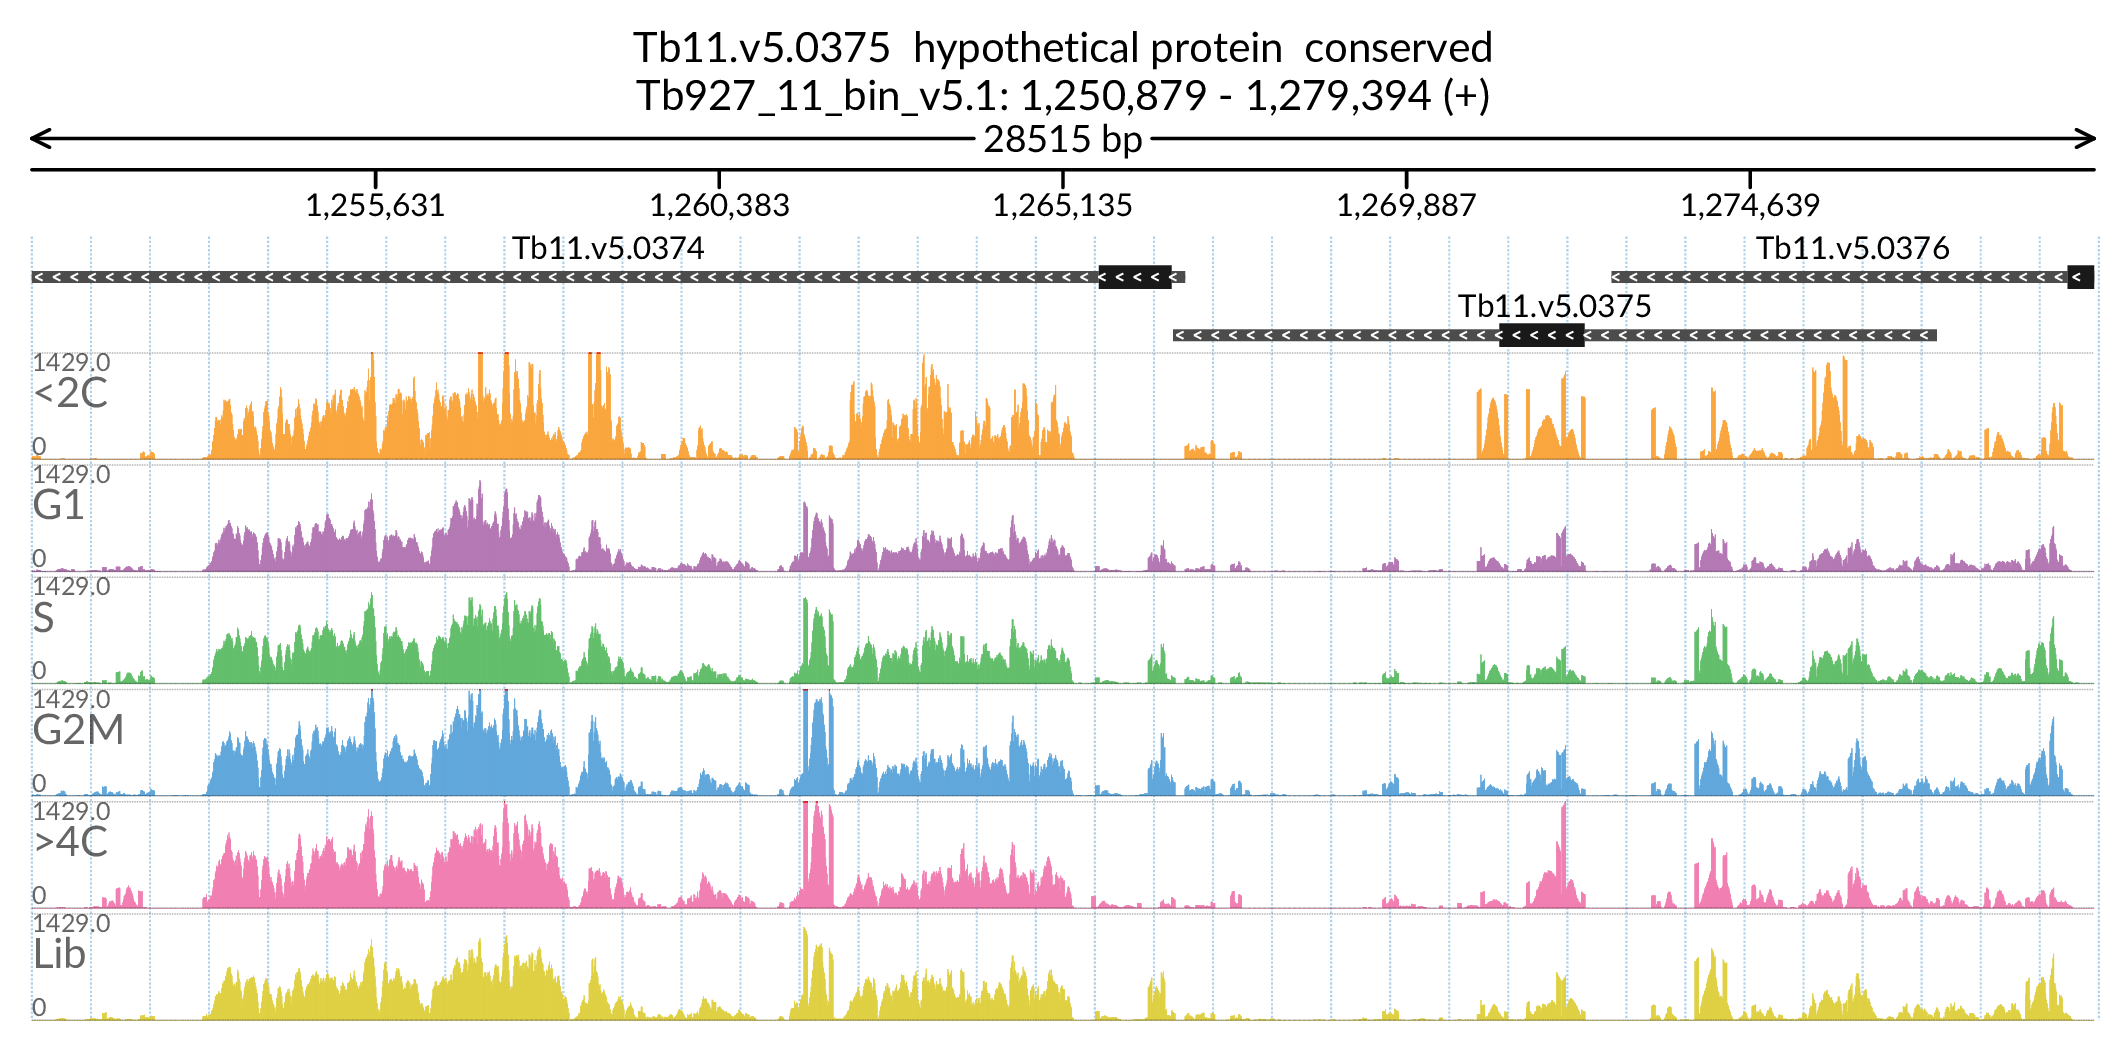 Tb11.v5.0375  hypothetical protein  conserved
Tb927_11_bin_v5.1: 1,250,879 - 1,279,394 (+)
28515 bp
1,255,631 1,260,383 1,265,135 1,269,887 1,274,639
Tb11.v5.0374 Tb11.v5.0376
Tb11.v5.0375
1429.0
<2C
0
1429.0
G1
0
1429.0
S
0
1429.0
G2M
0
1429.0
>4C
0
1429.0
Lib
0